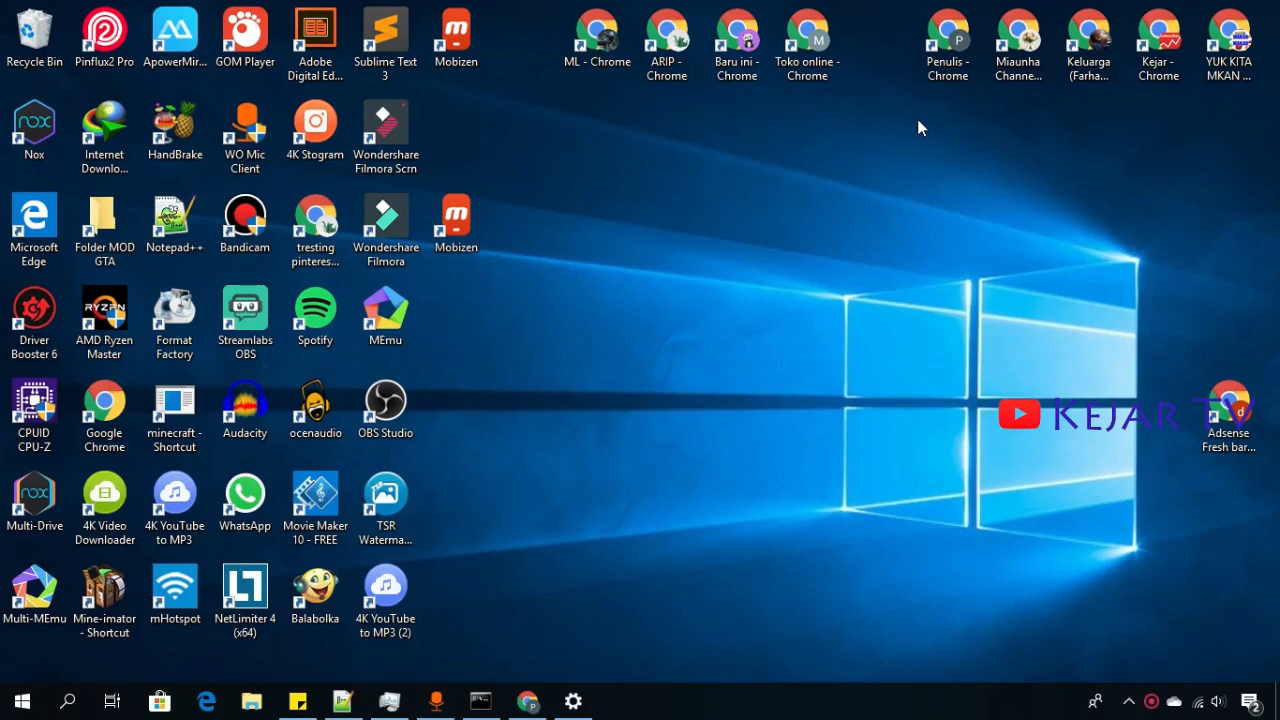 Recycle Bin
Pinflux2 Pro
ApowerMir...
GOM Player
Adobe
Digital Ed...
Sublime Text
3
Mobizen
ML - Chrome
ARIP -
Chrome
Baru ini -
Chrome
Toko online -
Chrome
Penulis -
Chrome
Miaunha
Channe...
Keluarga
(Farha...
Kejar -
Chrome
YUK KITA
MKAN ...
Nox
Internet
Downlo...
HandBrake
WO Mic
Client
4K Stogram
Wondershare
Filmora Scrn
Microsoft
Edge
Folder MOD
GTA
Notepad++
Bandicam
tresting
pinteres...
Wondershare
Filmora
Mobizen
Driver
Booster 6
RYZEN
AMD Ryzen
Master
Format
Factory
Streamlabs
OBS
Spotify
MEmu
CPUID
CPU-Z
Google
Chrome
minecraft -
Shortcut
Audacity
ocenaudio
OBS Studio
KEJAR TV
Adsense
Fresh bar...
Multi-Drive
4K Video
Downloader
4K YouTube
to MP3
WhatsApp
Movie Maker
10 - FREE
TSR
Waterma...
Multi-MEmu
Mine-imator
- Shortcut
mHotspot
NetLimiter 4
(x64)
Balabolka
4K YouTube
to MP3 (2)